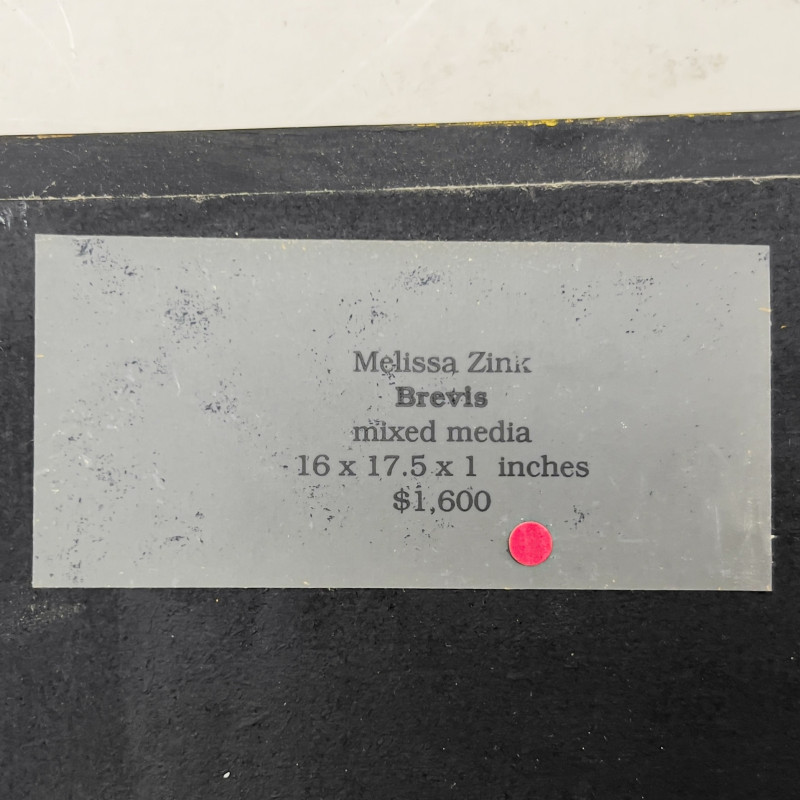 Melissa Zink
Brevis
mixed media
16 x 17.5 x 1 inches
$1,600